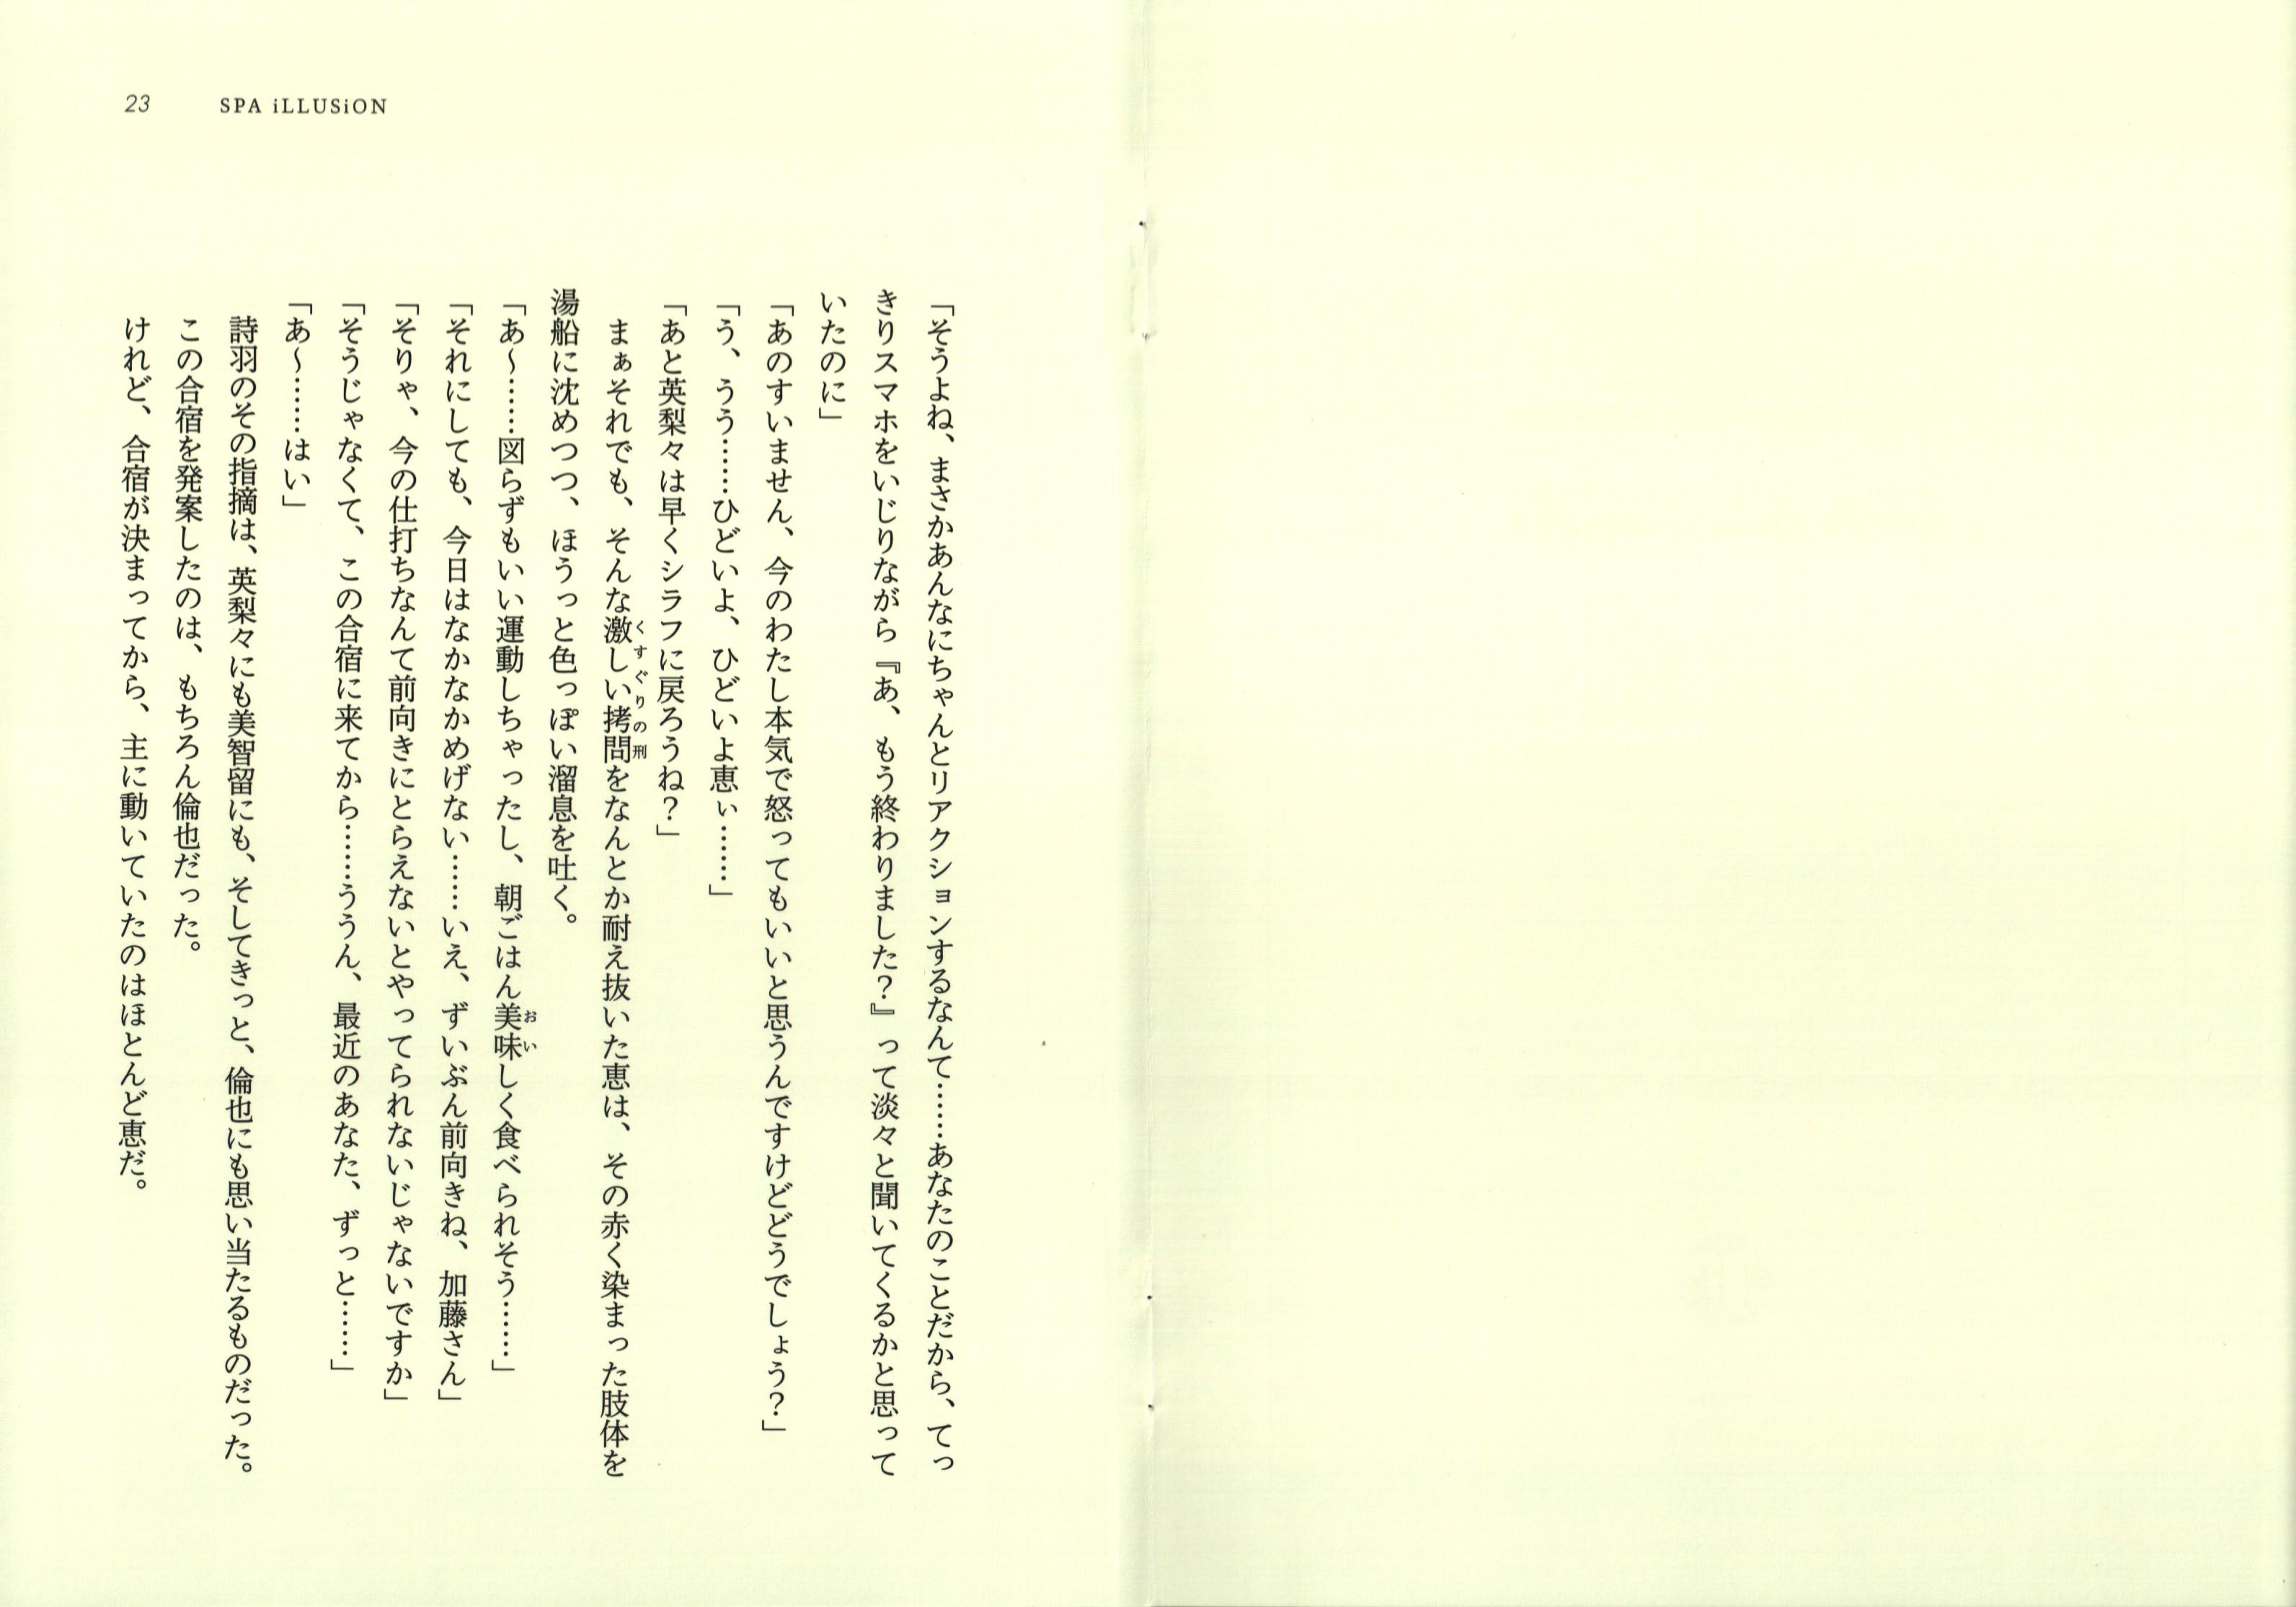 23 SPA iLLUSiON
「そうよね、まさかあんなにちゃんとリアクションするなんて……あなたのことだから、てっ
きりスマホをいじりながら『あ、もう終わりました？』って淡々と聞いてくるかと思って
いたのに」
「あのすいません、今のわたし本気で怒ってもいいと思うんですけどどうでしょう？」
「う、うう……ひどいよ、ひどいよ恵ぃ……」
「あと英梨々は早くシラフに戻ろうね？」
まぁそれでも、そんな激しい拷問をなんとか耐え抜いた恵は、その赤く染まった肢体を
くすぐりの刑
湯船に沈めつつ、ほうっと色っぽい溜息を吐く。
「あ～……図らずもいい運動しちゃったし、朝ごはん美味しく食べられそう……」
おい
「それにしても、今日はなかなかめげない……いえ、ずいぶん前向きね、加藤さん」
「そりゃ、今の仕打ちなんて前向きにとらえないとやってられないじゃないですか」
「そうじゃなくて、この合宿に来てから……ううん、最近のあなた、ずっと……」
「あ～……はい」
詩羽のその指摘は、英梨々にも美智留にも、そしてきっと、倫也にも思い当たるものだった。
この合宿を発案したのは、もちろん倫也だった。
けれど、合宿が決まってから、主に動いていたのはほとんど恵だ。